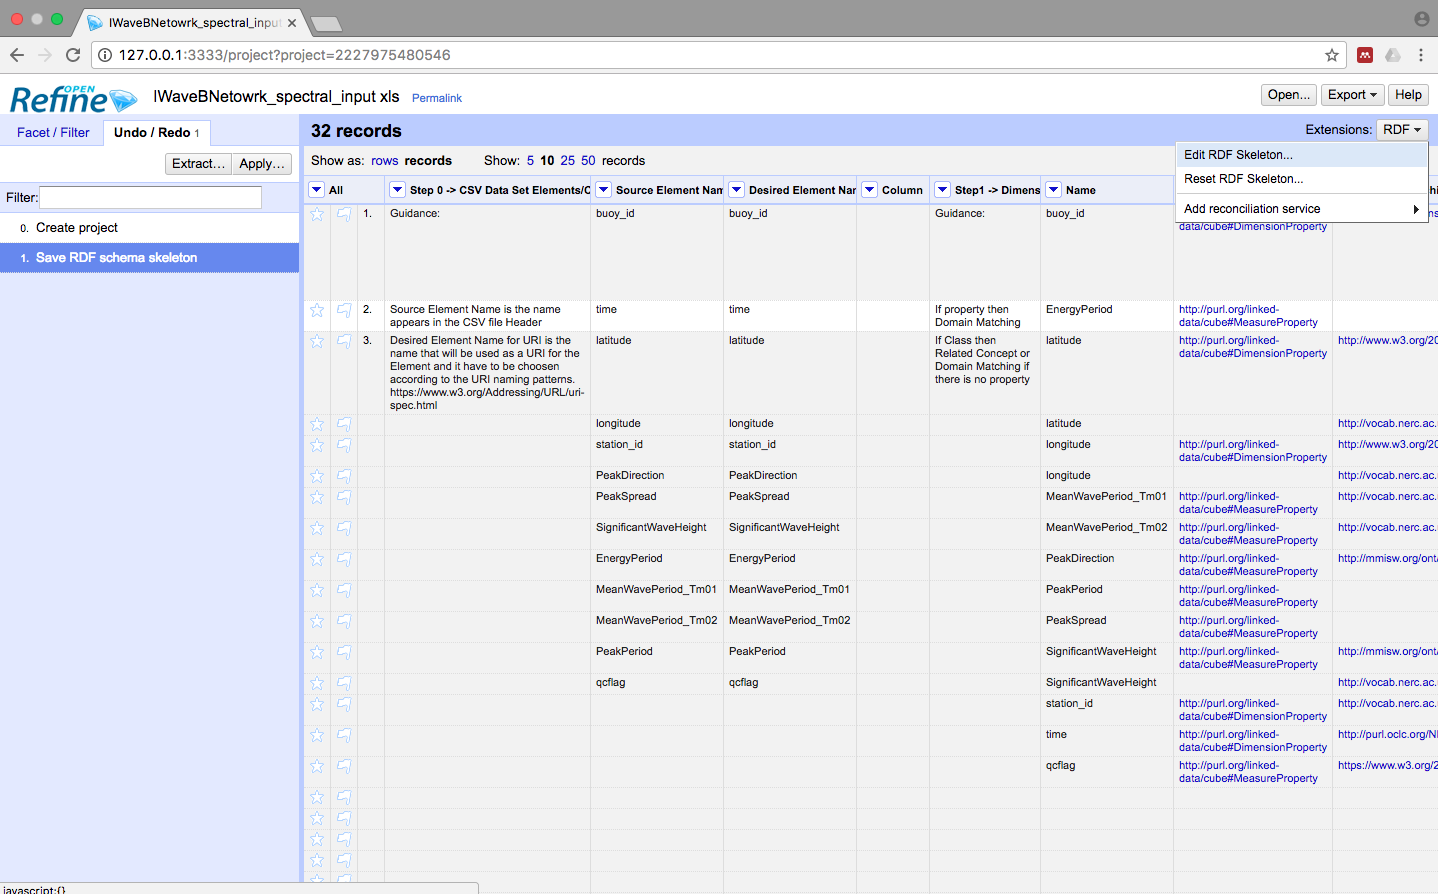 IWaveBNetowrk_spectral_input
127.0.0.1:3333/project?project=2227975480546
OPEN
Refine
IWaveBNetowrk_spectral_input xls Permalink
Open... Export Help
Facet / Filter Undo / Redo 1
32 records
Extensions: RDF
Extract... Apply...
Show as: rows records Show: 5 10 25 50 records
Edit RDF Skeleton...
Reset RDF Skeleton...
Add reconciliation service
Filter:
0. Create project
1. Save RDF schema skeleton
All Step 0 -> CSV Data Set Elements/C Source Element Nam Desired Element Nar Column Step1 -> Dimens Name
1. Guidance: buoy_id buoy_id Guidance: buoy_id
data/cube#DimensionProperty
2. Source Element Name is the name time time If property then EnergyPeriod http://purl.org/linked-
appears in the CSV file Header Domain Matching data/cube#MeasureProperty
3. Desired Element Name for URI is the latitude latitude If Class then latitude http://purl.org/linked- http://www.w3.org/20
name that will be used as a URI for the Related Concept or data/cube#DimensionProperty
Element and it have to be choosen Domain Matching if
according to the URI naming patterns. there is no property
https://www.w3.org/Addressing/URL/uri-
spec.html
longitude longitude latitude http://vocab.nerc.ac.
station_id station_id longitude http://purl.org/linked- http://www.w3.org/20
data/cube#DimensionProperty
PeakDirection PeakDirection longitude http://vocab.nerc.ac.
PeakSpread PeakSpread MeanWavePeriod_Tm01 http://purl.org/linked- http://vocab.nerc.ac.
data/cube#MeasureProperty
SignificantWaveHeight SignificantWaveHeight MeanWavePeriod_Tm02 http://purl.org/linked- http://vocab.nerc.ac.
data/cube#MeasureProperty
EnergyPeriod EnergyPeriod PeakDirection http://purl.org/linked- http://mmisw.org/ont
data/cube#MeasureProperty
MeanWavePeriod_Tm01 MeanWavePeriod_Tm01 PeakPeriod http://purl.org/linked-
data/cube#MeasureProperty
MeanWavePeriod_Tm02 MeanWavePeriod_Tm02 PeakSpread http://purl.org/linked-
data/cube#MeasureProperty
PeakPeriod PeakPeriod SignificantWaveHeight http://purl.org/linked- http://mmisw.org/ont
data/cube#MeasureProperty
qcflag qcflag SignificantWaveHeight http://vocab.nerc.ac.
station_id http://purl.org/linked- http://vocab.nerc.ac.
data/cube#DimensionProperty
time http://purl.org/linked- http://purl.oclc.org/NI
data/cube#DimensionProperty
qcflag http://purl.org/linked- https://www.w3.org/2
data/cube#MeasureProperty
javascript:{}